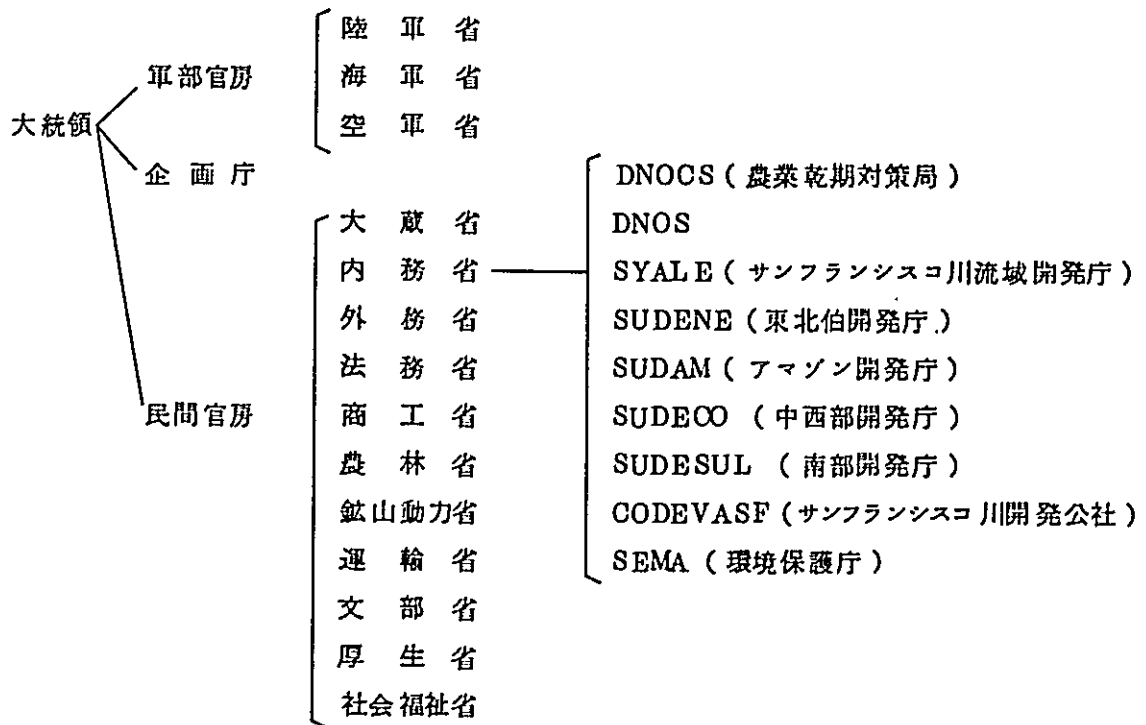 陸軍省
軍部官房
海軍省
大統領
空軍省
企画庁
DNOCS（農業乾期対策局）
大蔵省
DNOS
内務省
SYALE（サンフランシスコ川流域開発庁）
外務省
SUDENE（東北伯開発庁）
法務省
SUDAM（アマゾン開発庁）
民間官房
商工省
SUDECO（中西部開発庁）
農林省
SUDESUL（南部開発庁）
鉱山動力省
CODEVASF（サンフランシスコ川開発公社）
運輸省
SEMA（環境保護庁）
文部省
厚生省
社会福祉省